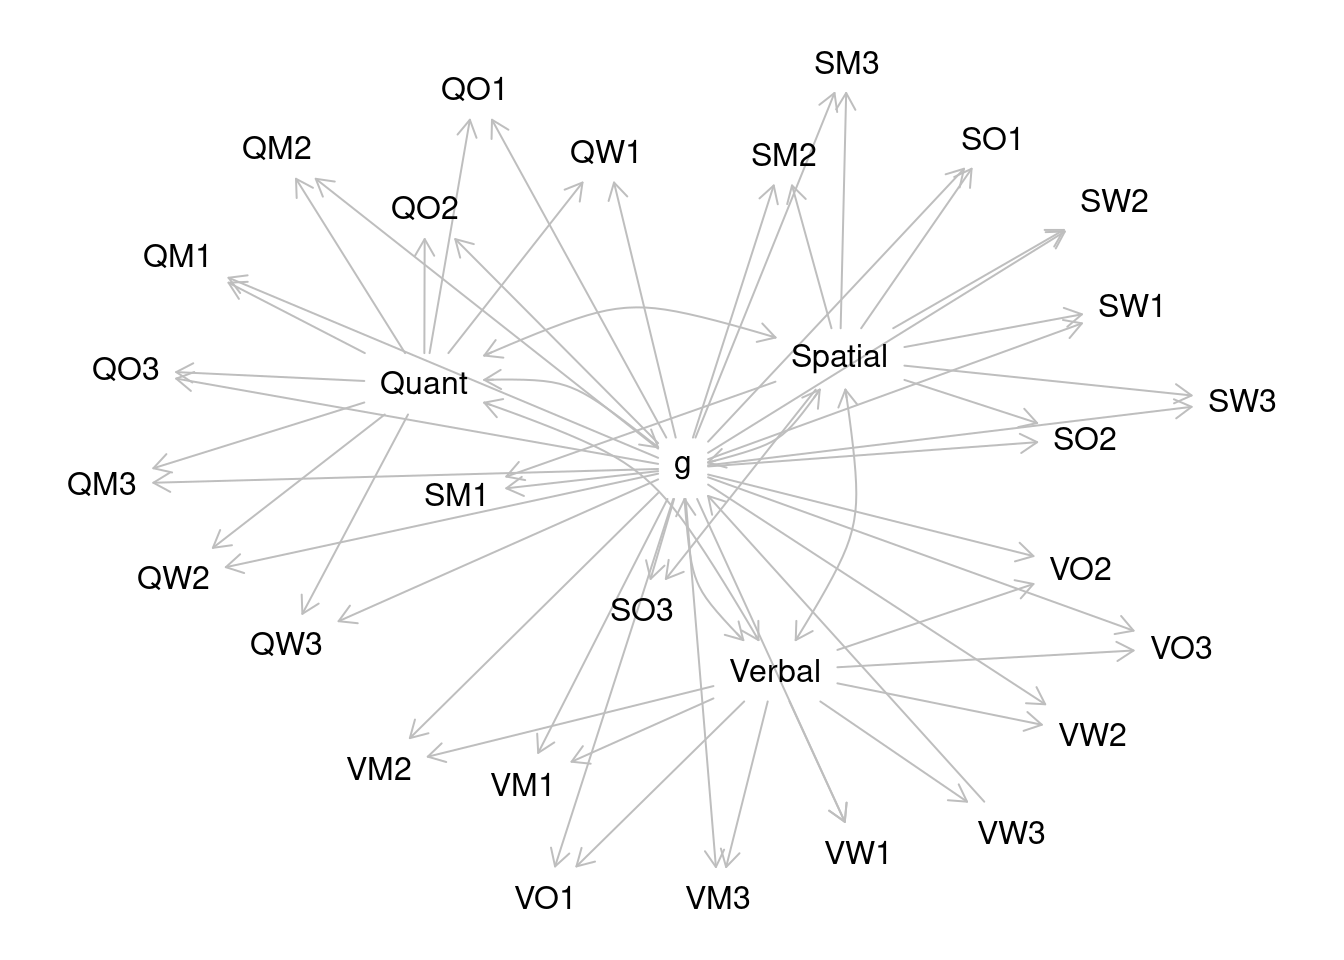 SM3
QO1
SO1
QM2
QW1
SM2
SW2
QO2
QM1
SW1
Spatial
QO3
Quant
SW3
SO2
g
QM3
SM1
VO2
QW2
SO3
QW3
VO3
Verbal
VW2
VM2
VM1
VW3
VW1
VO1
VM3